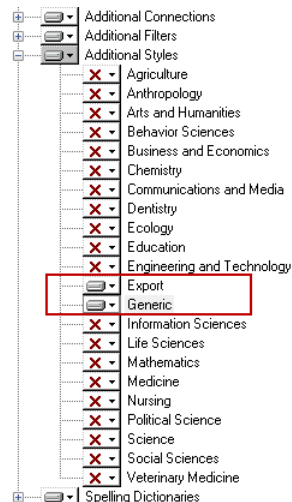 Additional Connections
Additional Filters
Additional Styles
Agriculture
Anthropology
Arts and Humanities
Behavior Sciences
Business and Economics
Chemistry
Communications and Media
Dentistry
Ecology
Education
Engineering and Technology
Export
Generic
Information Sciences
Life Sciences
Mathematics
Medicine
Nursing
Political Science
Science
Social Sciences
Veterinary Medicine
Spelling Dictionaries